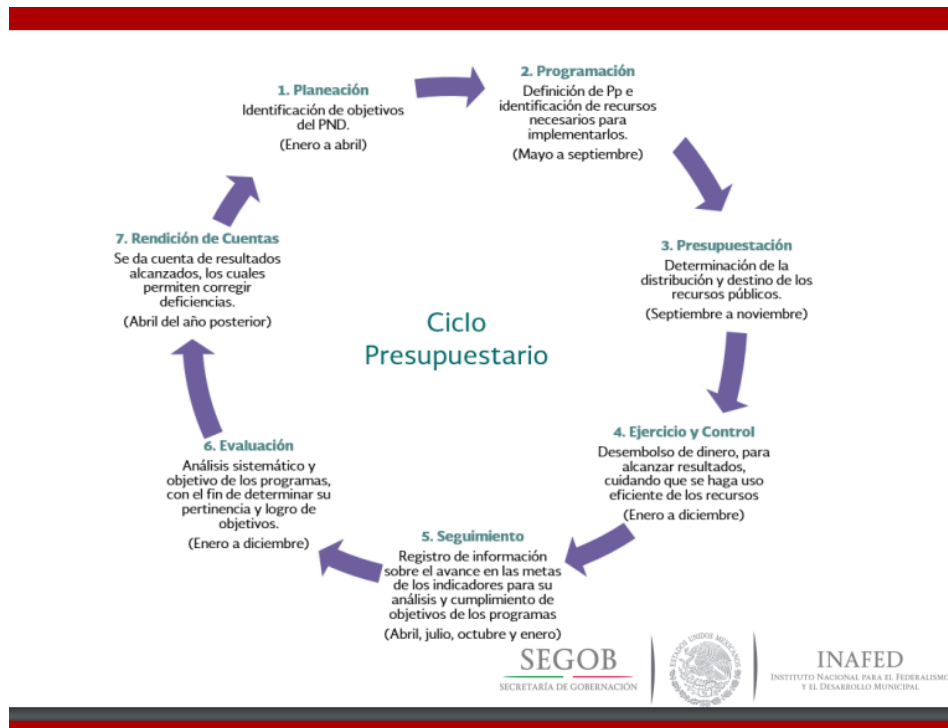 1. Planeación
Identificación de objetivos
del PND.
(Enero a abril)
2. Programación
Definición de Pp e
identificación de recursos
necesarios para
implementarlos.
(Mayo a septiembre)
3. Presupuestación
Determinación de la
distribución y destino de los
recursos públicos.
(Septiembre a noviembre)
4. Ejercicio y Control
Desembolso de dinero, para
alcanzar resultados,
cuidando que se haga uso
eficiente de los recursos
(Enero a diciembre)
5. Seguimiento
Registro de información
sobre el avance en las metas
de los indicadores para su
análisis y cumplimiento de
objetivos de los programas
(Abril, julio, octubre y enero)
6. Evaluación
Análisis sistemático y
objetivo de los programas,
con el fin de determinar su
pertinencia y logro de
objetivos.
(Enero a diciembre)
7. Rendición de Cuentas
Se da cuenta de resultados
alcanzados, los cuales
permiten corregir
deficiencias.
(Abril del año posterior)
Ciclo
Presupuestario
SEGOB
SECRETARÍA DE GOBERNACIÓN
ESTADOS UNIDOS MEXICANOS
INAFED
INSTITUTO NACIONAL PARA EL FEDERALISMO
Y EL DESARROLLO MUNICIPAL